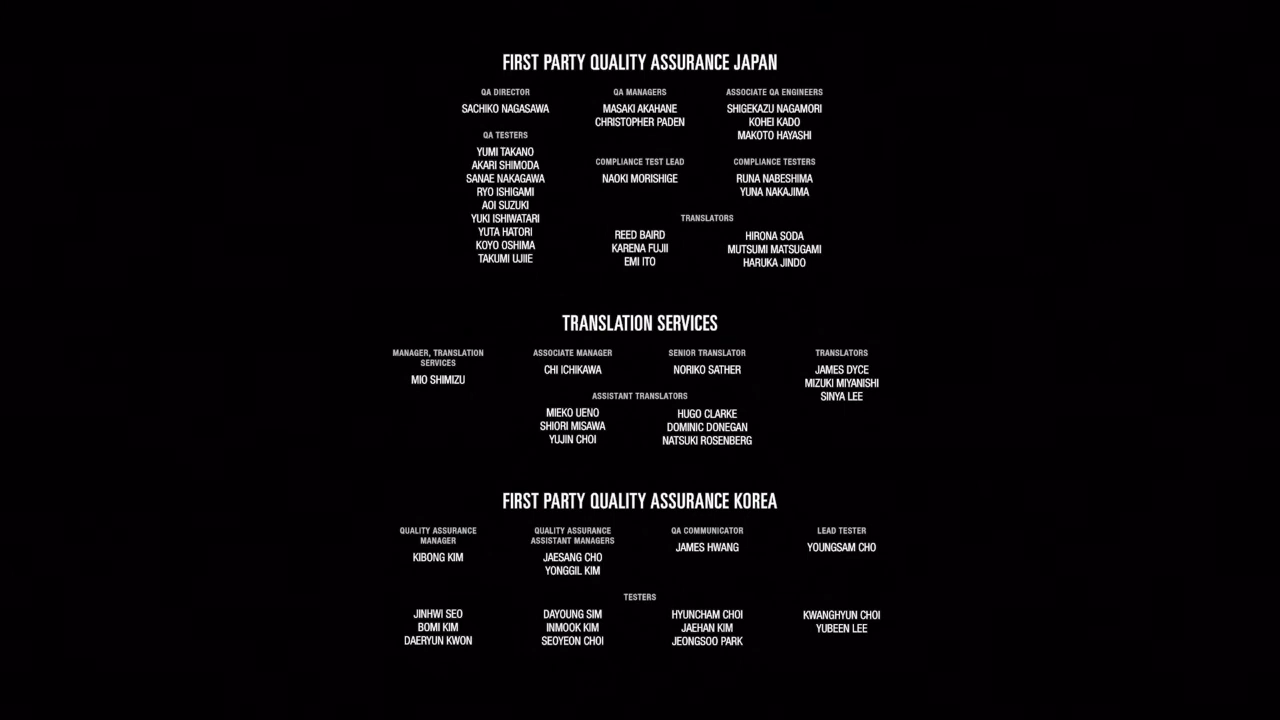 FIRST PARTY QUALITY ASSURANCE JAPAN
QA DIRECTOR
SACHIKO NAGASAWA
QA MANAGERS
MASAKI AKAHANE
CHRISTOPHER PADEN
ASSOCIATE QA ENGINEERS
SHIGEKAZU NAGAMORI
KOHEI KADO
MAKOTO HAYASHI
QA TESTERS
YUMI TAKANO
AKARI SHIMODA
SANAE NAKAGAWA
RYO ISHIGAMI
AOI SUZUKI
YUKI ISHIWATARI
YUTA HATORI
KOYO OSHIMA
TAKUMI UJIIE
COMPLIANCE TEST LEAD
NAOKI MORISHIGE
COMPLIANCE TESTERS
RUNA NABESHIMA
YUNA NAKAJIMA
TRANSLATORS
REED BAIRD
KARENA FUJII
EMI ITO
HIRONA SODA
MUTSUMI MATSUGAMI
HARUKA JINDO
TRANSLATION SERVICES
MANAGER, TRANSLATION
SERVICES
MIO SHIMIZU
ASSOCIATE MANAGER
CHI ICHIKAWA
SENIOR TRANSLATOR
NORIKO SATHER
TRANSLATORS
JAMES DYCE
MIZUKI MIYANISHI
SINYA LEE
ASSISTANT TRANSLATORS
MIEKO UENO
SHIORI MISAWA
YUJIN CHOI
HUGO CLARKE
DOMINIC DONEGAN
NATSUKI ROSENBERG
FIRST PARTY QUALITY ASSURANCE KOREA
QUALITY ASSURANCE
MANAGER
KIBONG KIM
QUALITY ASSURANCE
ASSISTANT MANAGERS
JAESANG CHO
YONGGIL KIM
QA COMMUNICATOR
JAMES HWANG
LEAD TESTER
YOUNGSAM CHO
TESTERS
JINHWI SEO
BOMI KIM
DAERYUN KWON
DAYOUNG SIM
INMOOK KIM
SEOYEON CHOI
HYUNCHAM CHOI
JAEHAN KIM
JEONGSOO PARK
KWANGHYUN CHOI
YUBEEN LEE